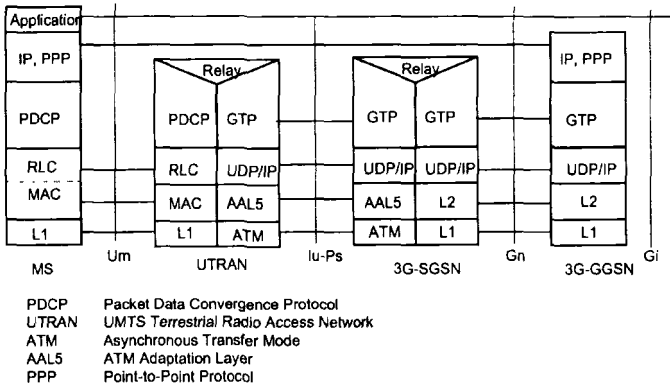 Application
IP, PPP IP, PPP
Relay Relay
PDCP PDCP GTP GTP GTP GTP
RLC RLC UDP/IP UDP/IP UDP/IP UDP/IP
MAC MAC AAL5 AAL5 L2 L2
L1 L1 ATM ATM L1 L1
Um Iu-Ps Gn Gi
MS UTRAN 3G-SGSN 3G-GGSN
PDCP Packet Data Convergence Protocol
UTRAN UMTS Terrestrial Radio Access Network
ATM Asynchronous Transfer Mode
AAL5 ATM Adaptation Layer
PPP Point-to-Point Protocol